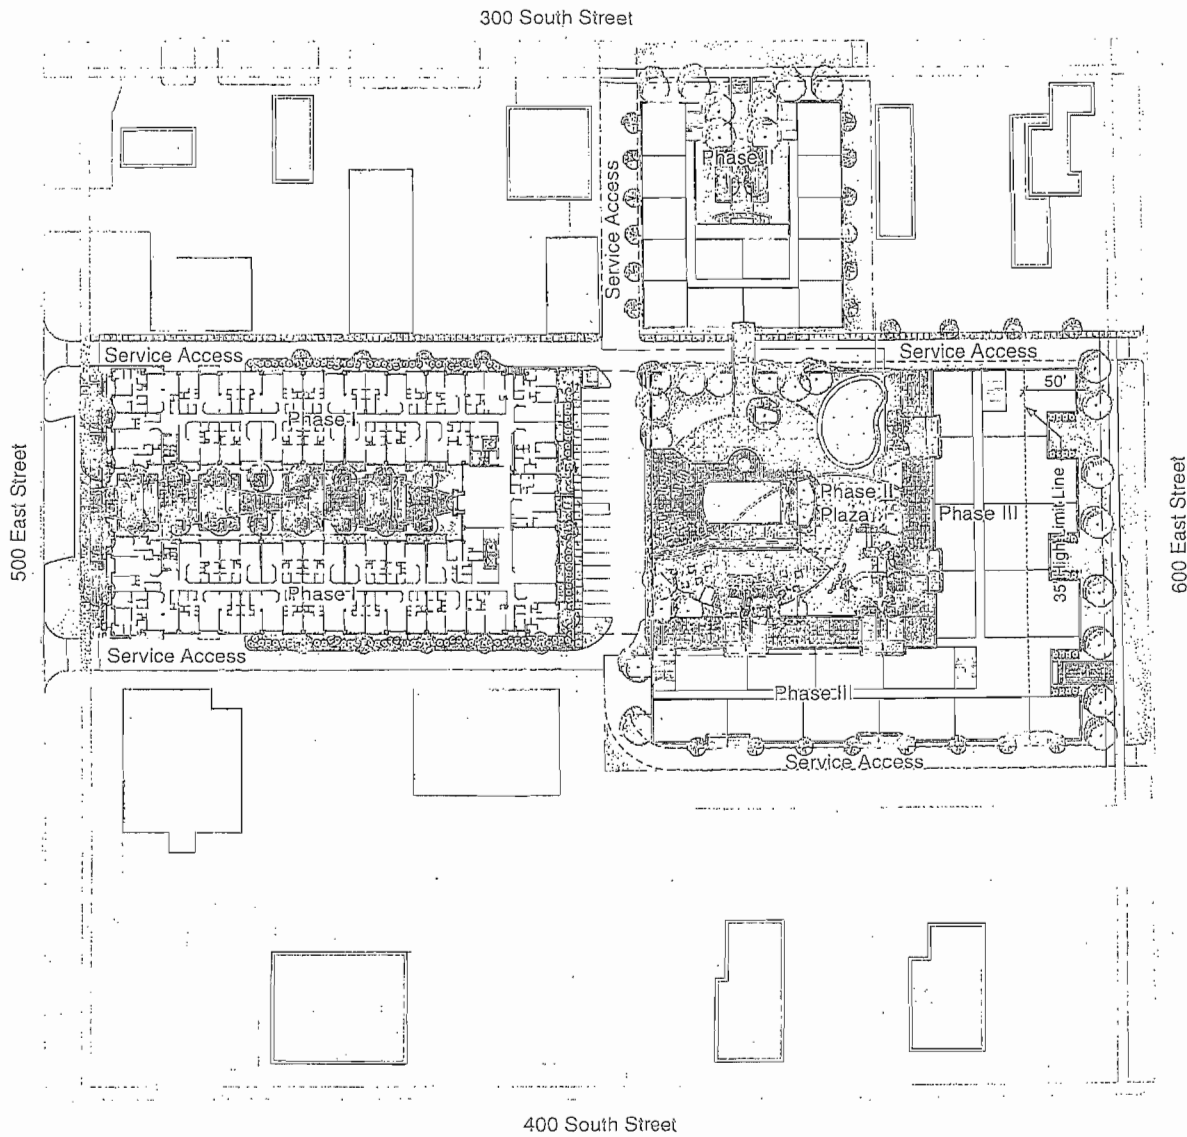 300 South Street
Phase II
Service Access
Service Access
Service Access
50'
Phase I
500 East Street
Phase II
Plaza
Phase III
35' Hight Limit Line
600 East Street
Phase I
Service Access
Phase III
Service Access
400 South Street